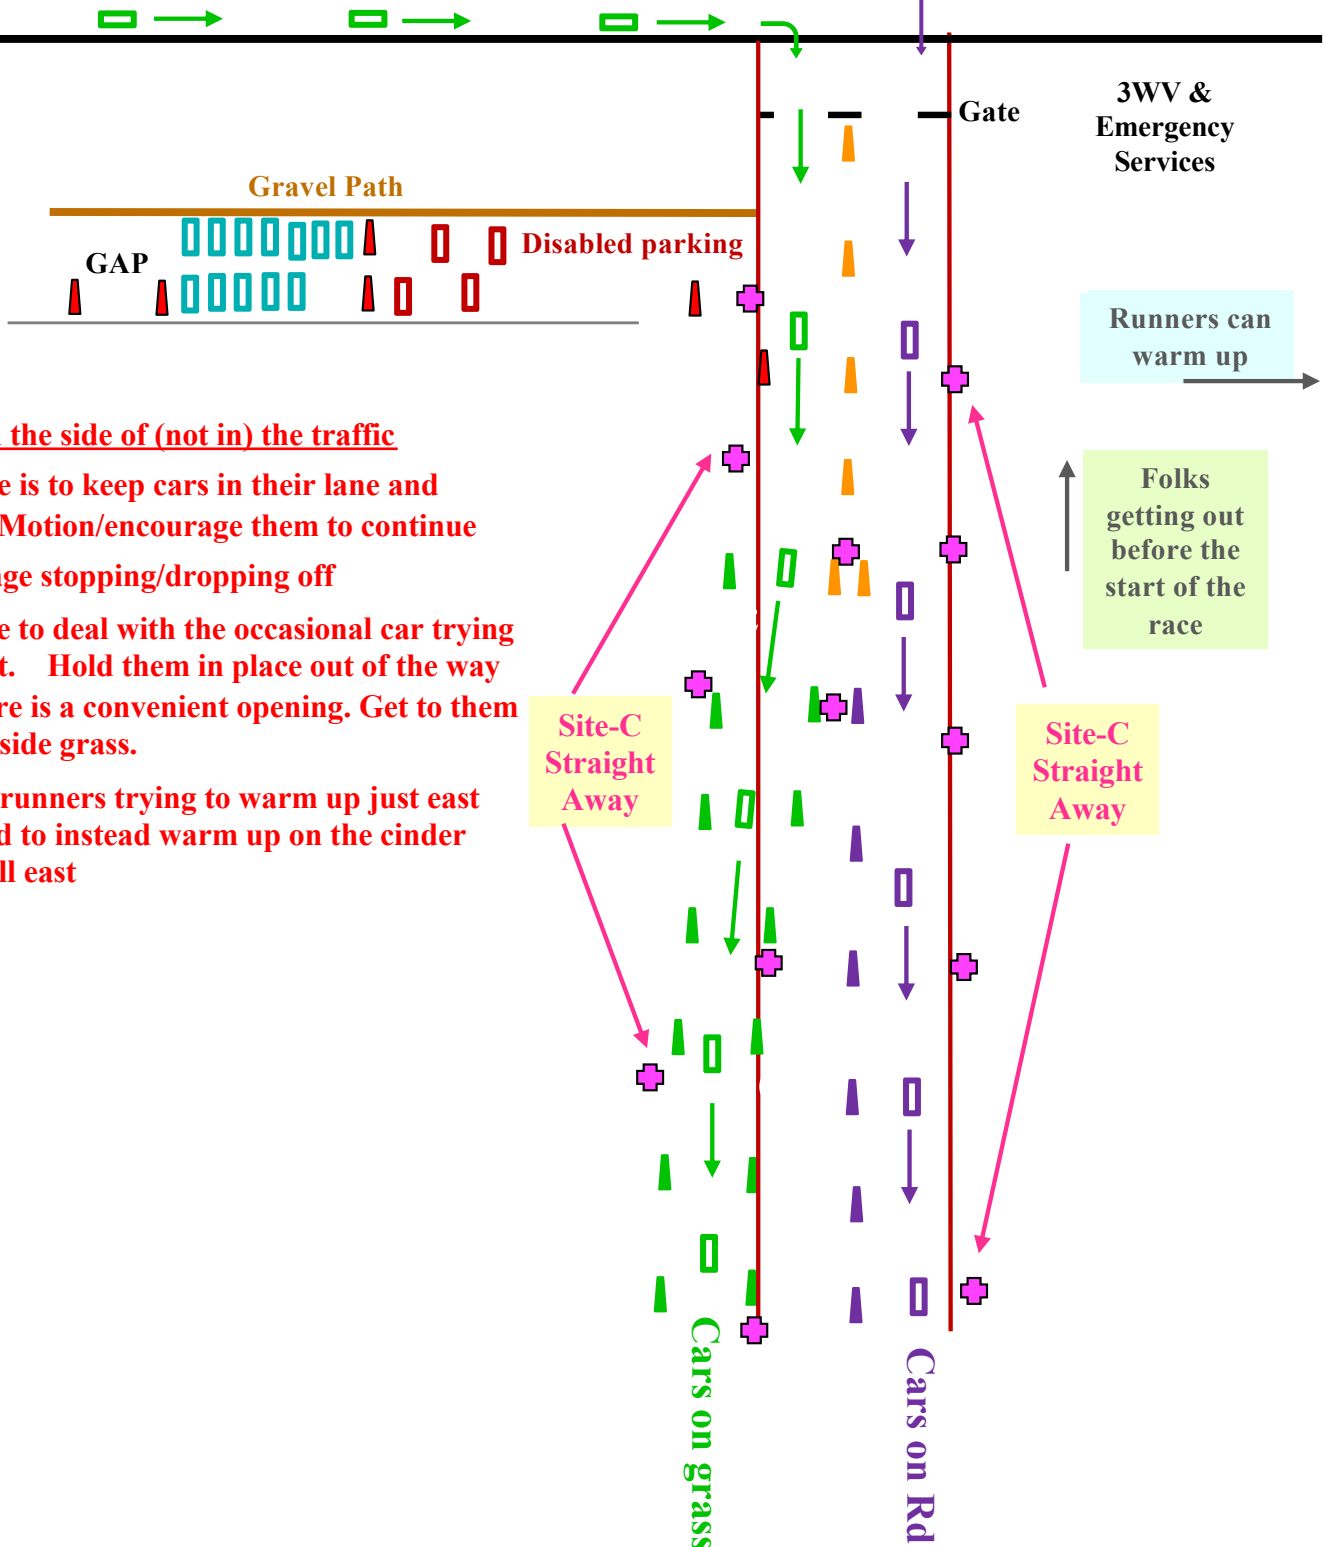 Gate
3WV &
Emergency
Services
Gravel Path
GAP
Disabled parking
Runners can
warm up
the side of (not in) the traffic
is to keep cars in their lane and
Motion/encourage them to continue
stopping/dropping off
to deal with the occasional car trying
Hold them in place out of the way
is a convenient opening. Get to them
side grass.
runners trying to warm up just east
to instead warm up on the cinder
east
Folks
getting out
before the
start of the
race
Site-C
Straight
Away
Site-C
Straight
Away
Cars on grass
Cars on Rd